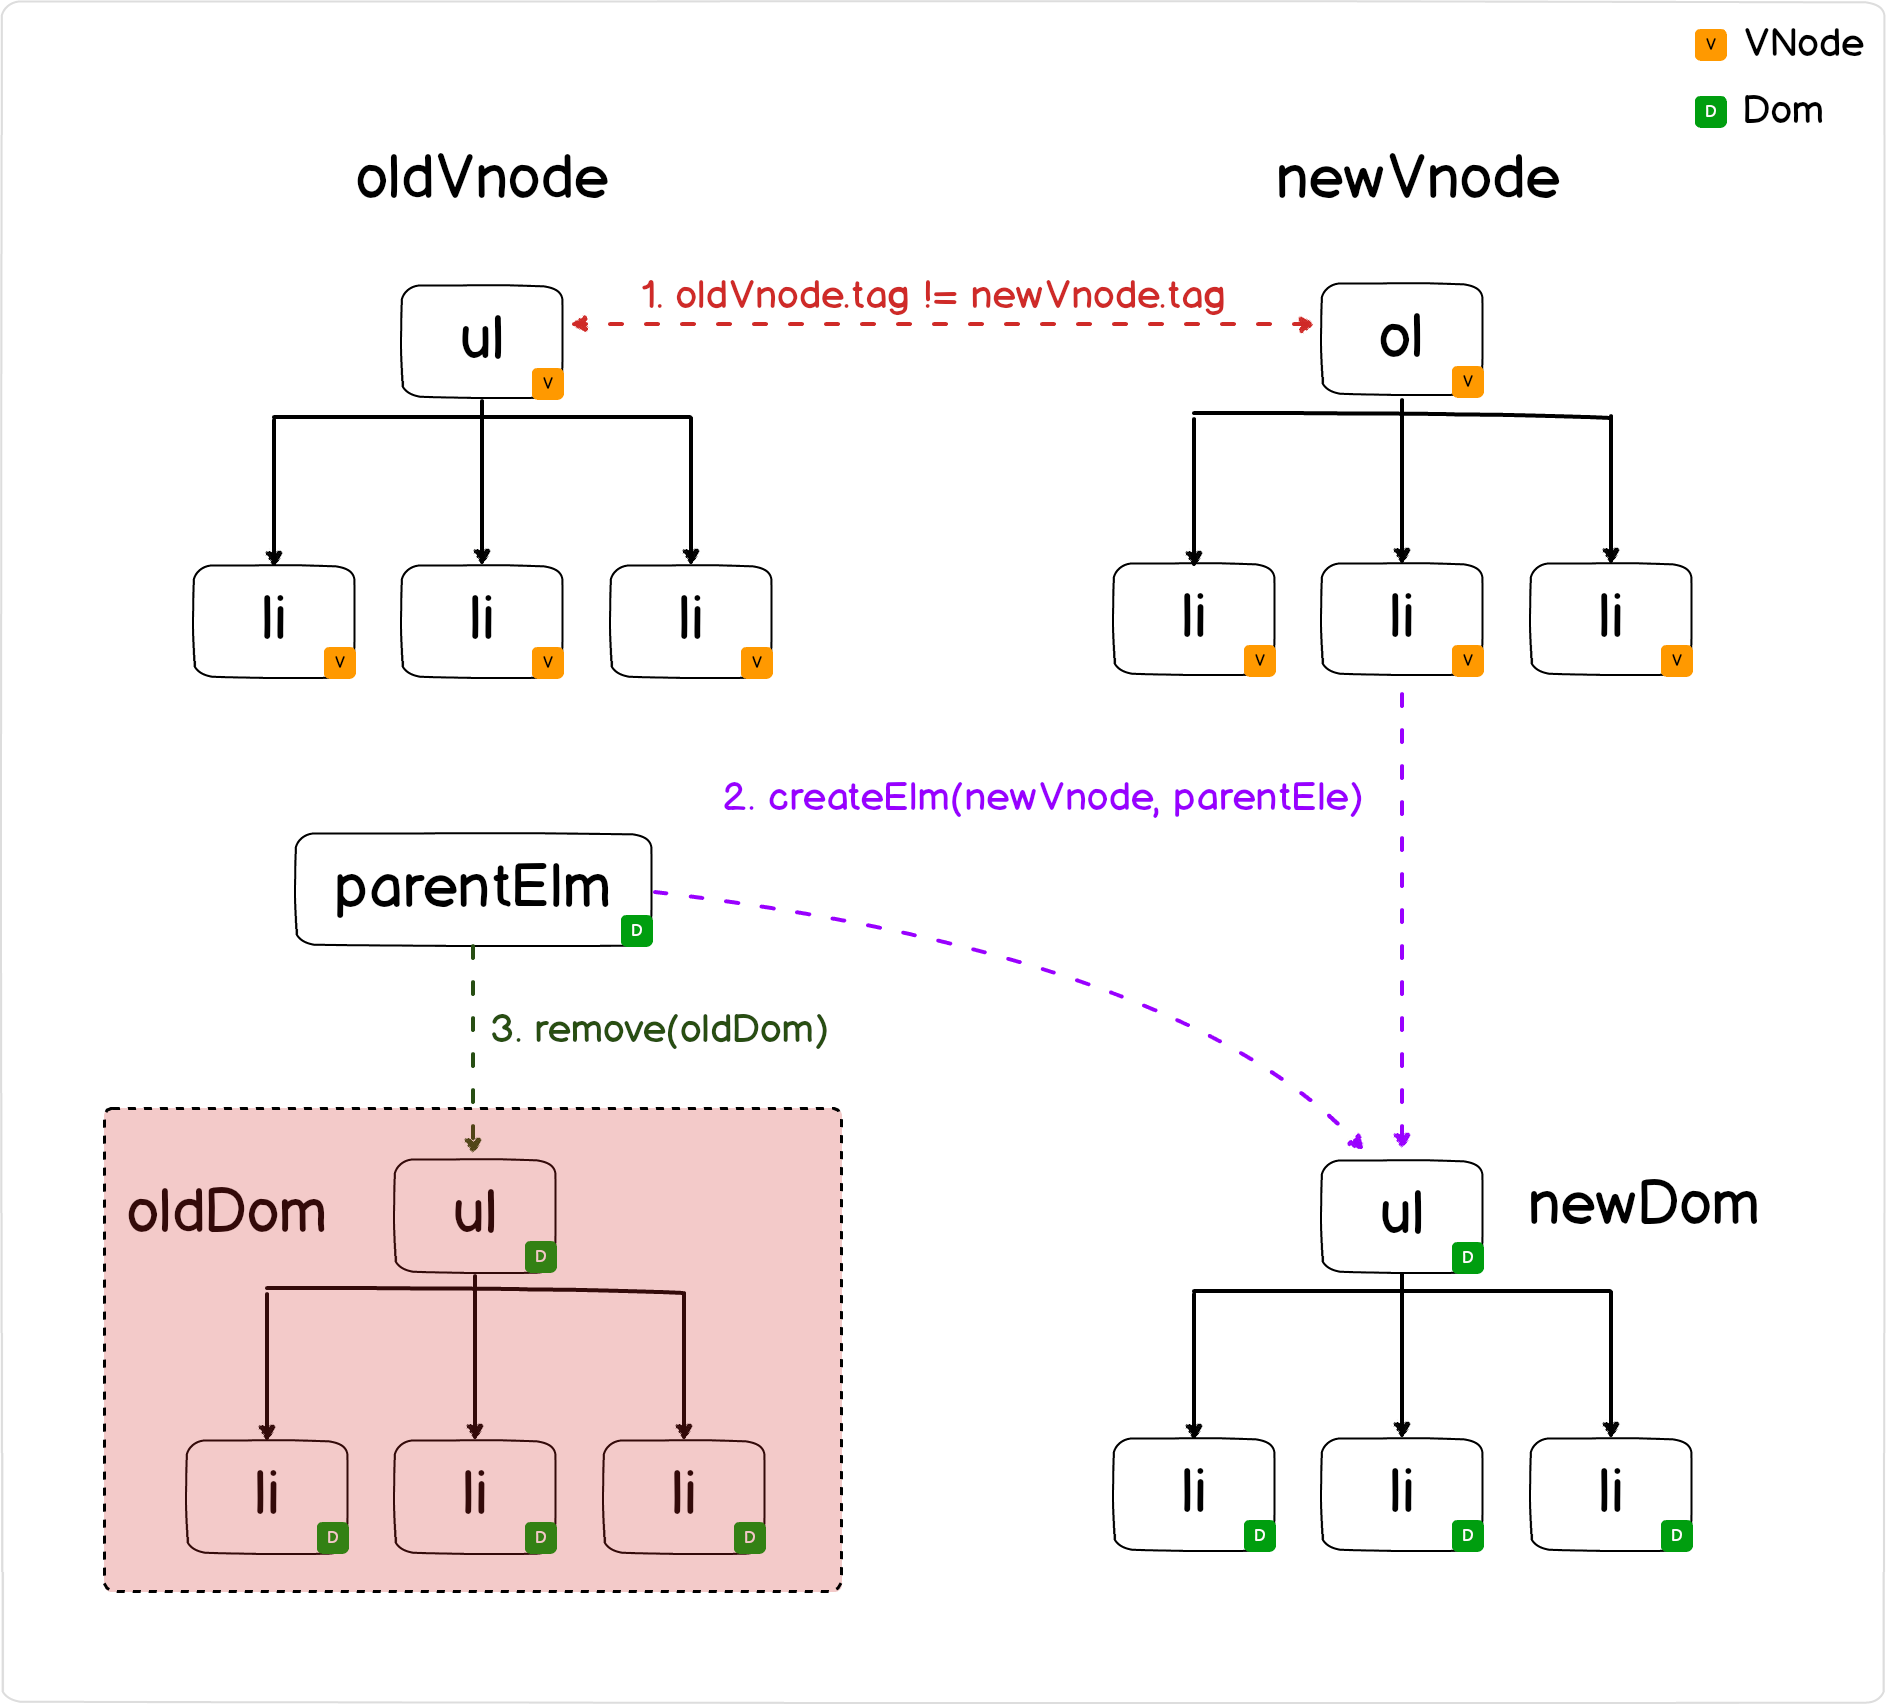 V VNode
D Dom
oldVnode
newVnode
1. oldVnode.tag != newVnode.tag
ul
V
ol
V
li
V
li
V
li
V
li
V
li
V
li
V
2. createElm(newVnode, parentEle)
parentElm
D
3. remove(oldDom)
oldDom
ul
D
ul
D
newDom
li
D
li
D
li
D
li
D
li
D
li
D